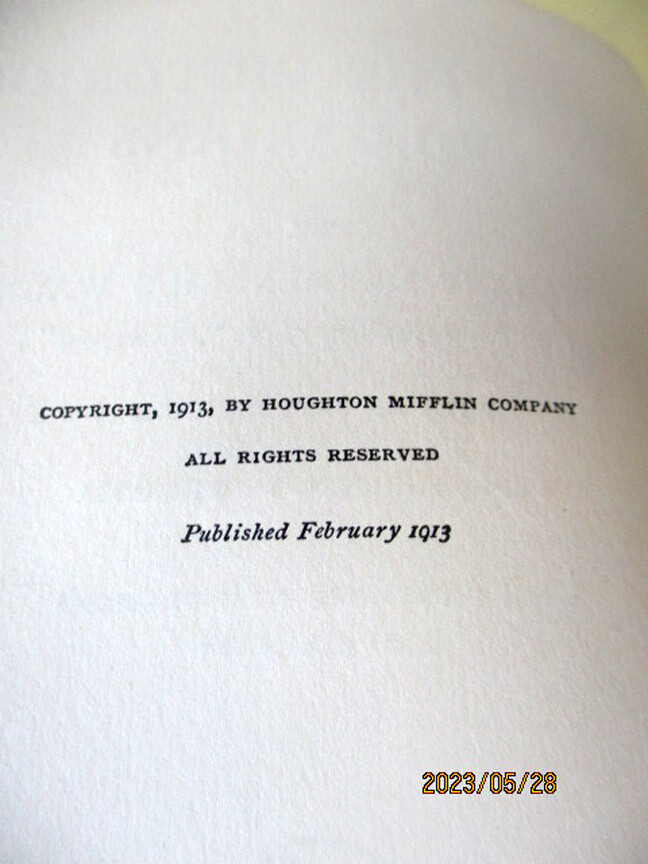 COPYRIGHT, 1913, BY HOUGHTON MIFFLIN COMPANY
ALL RIGHTS RESERVED
Published February 1913
2023/05/28